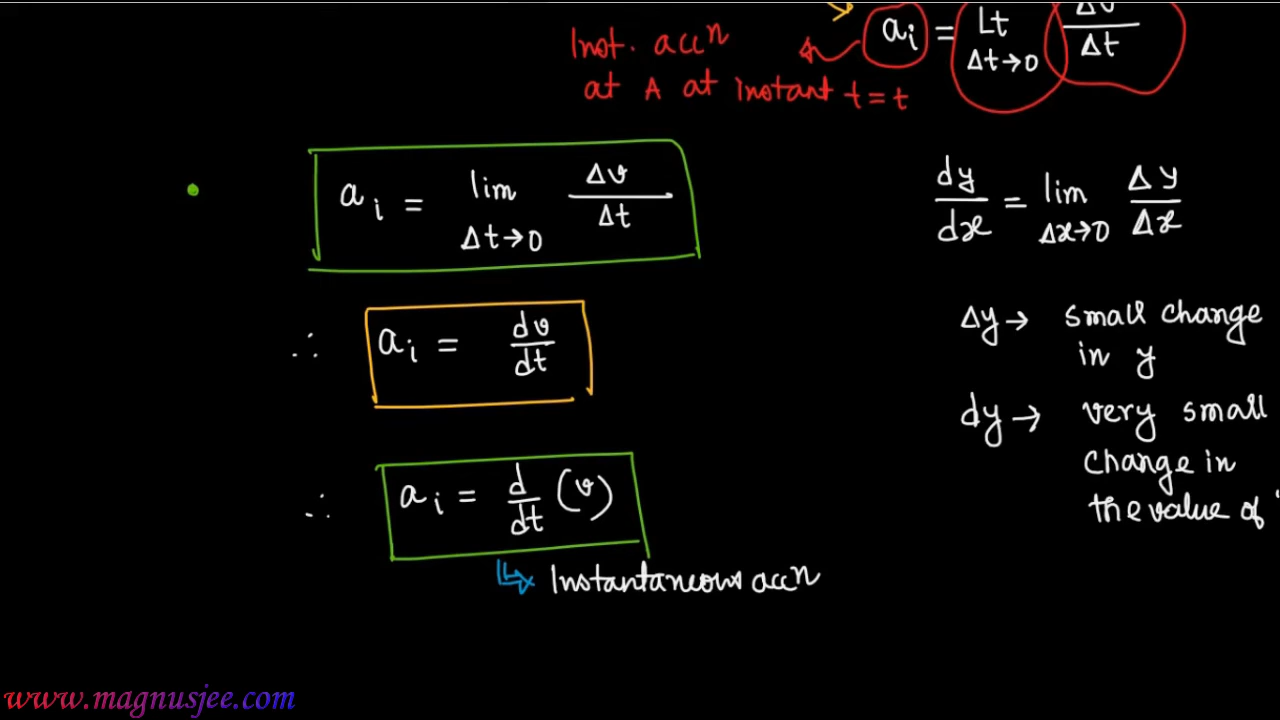 Inst. accⁿ
at A at instant t = t
aᵢ = Lt Δt→0 Δv/Δt
aᵢ = lim Δt→0 Δv/Δt
dy/dx = lim Δx→0 Δy/Δx
∴ aᵢ = dv/dt
Δy → small change
in y
dy → very small
change in
the value of
∴ aᵢ = d/dt (v)
Instantaneous accⁿ
www.magnusjee.com